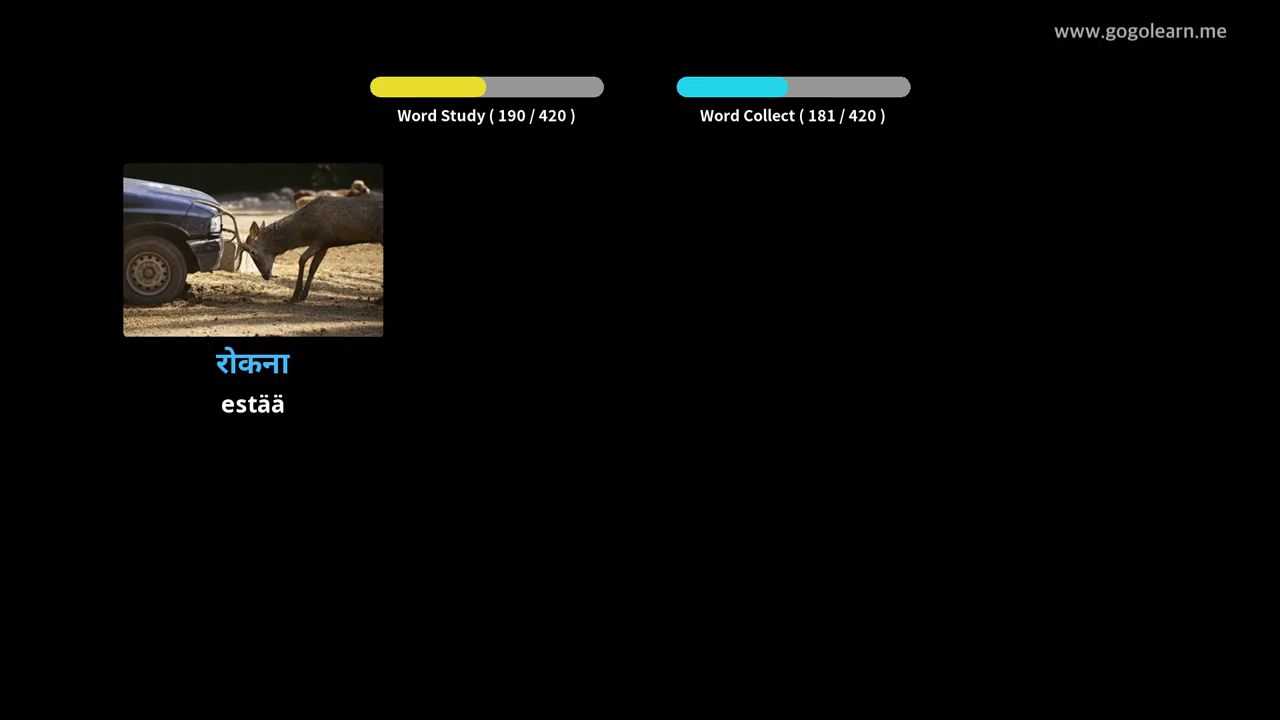 www.gogolearn.me
Word Study ( 190 / 420 )
Word Collect ( 181 / 420 )
रोकना
estää